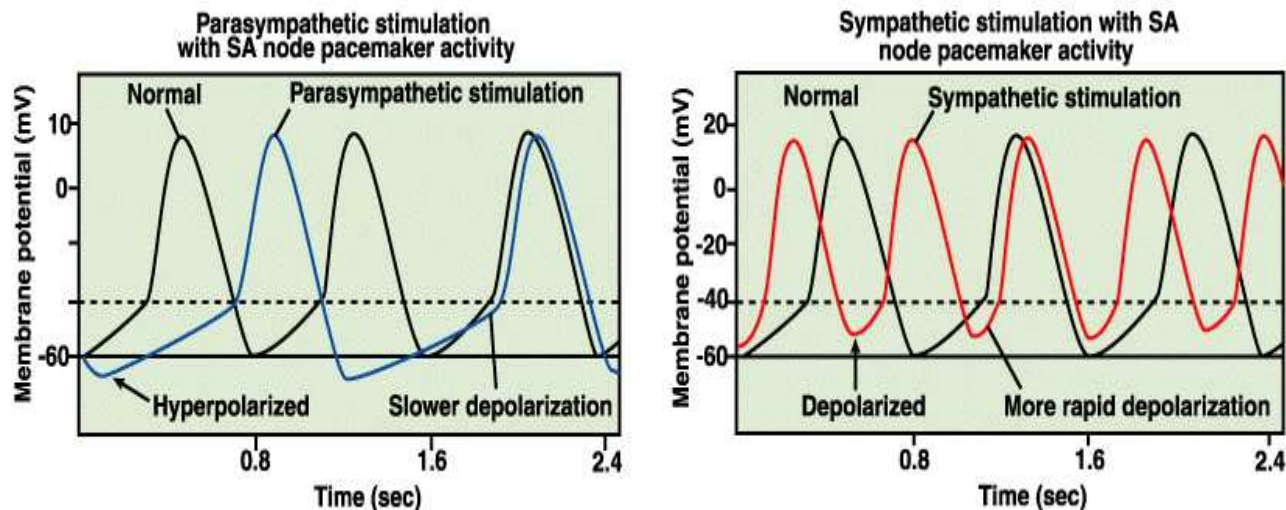 Parasympathetic stimulation
with SA node pacemaker activity
Normal
Parasympathetic stimulation
10
0
-60
Membrane potential (mV)
Hyperpolarized
Slower depolarization
0.8
1.6
2.4
Time (sec)
Sympathetic stimulation with SA
node pacemaker activity
Normal
Sympathetic stimulation
20
0
-20
-40
-60
Membrane potential (mV)
Depolarized
More rapid depolarization
0.8
1.6
2.4
Time (sec)